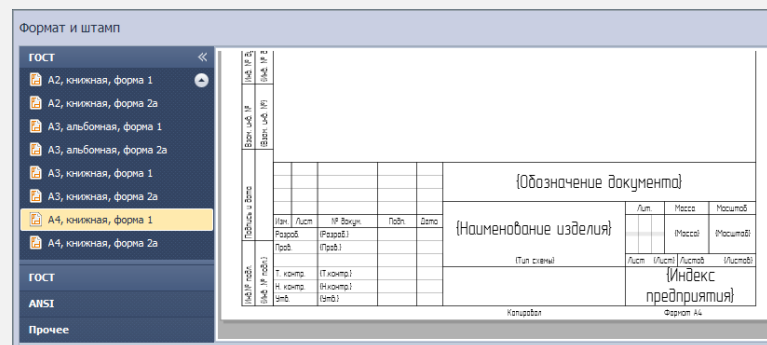 Формат и штамп
ГОСТ
А2, книжная, форма 1
А2, книжная, форма 2а
А3, альбомная, форма 1
А3, альбомная, форма 2а
А3, книжная, форма 1
А3, книжная, форма 2а
А4, книжная, форма 1
А4, книжная, форма 2а
ГОСТ
ANSI
Прочее
Взам. инв. №
{Взам. инв. №}
Подпись и дата
Инв.№ подл.
{Инв. № подл.}
{Обозначение документа}
Лит. Масса Масштаб
Изм. Лист № докум. Подп. Дата
{Наименование изделия}
Разраб. {Разраб.}
{Масса} {Масштаб}
Проб. {Проб.}
{Тип схемы}
Лист {Лист} Листов {Листов}
Т. контр. {Т.контр.}
{Индекс
предприятия}
Н. контр. {Н.контр.}
Утв. {Утв.}
Копировал Формат А4